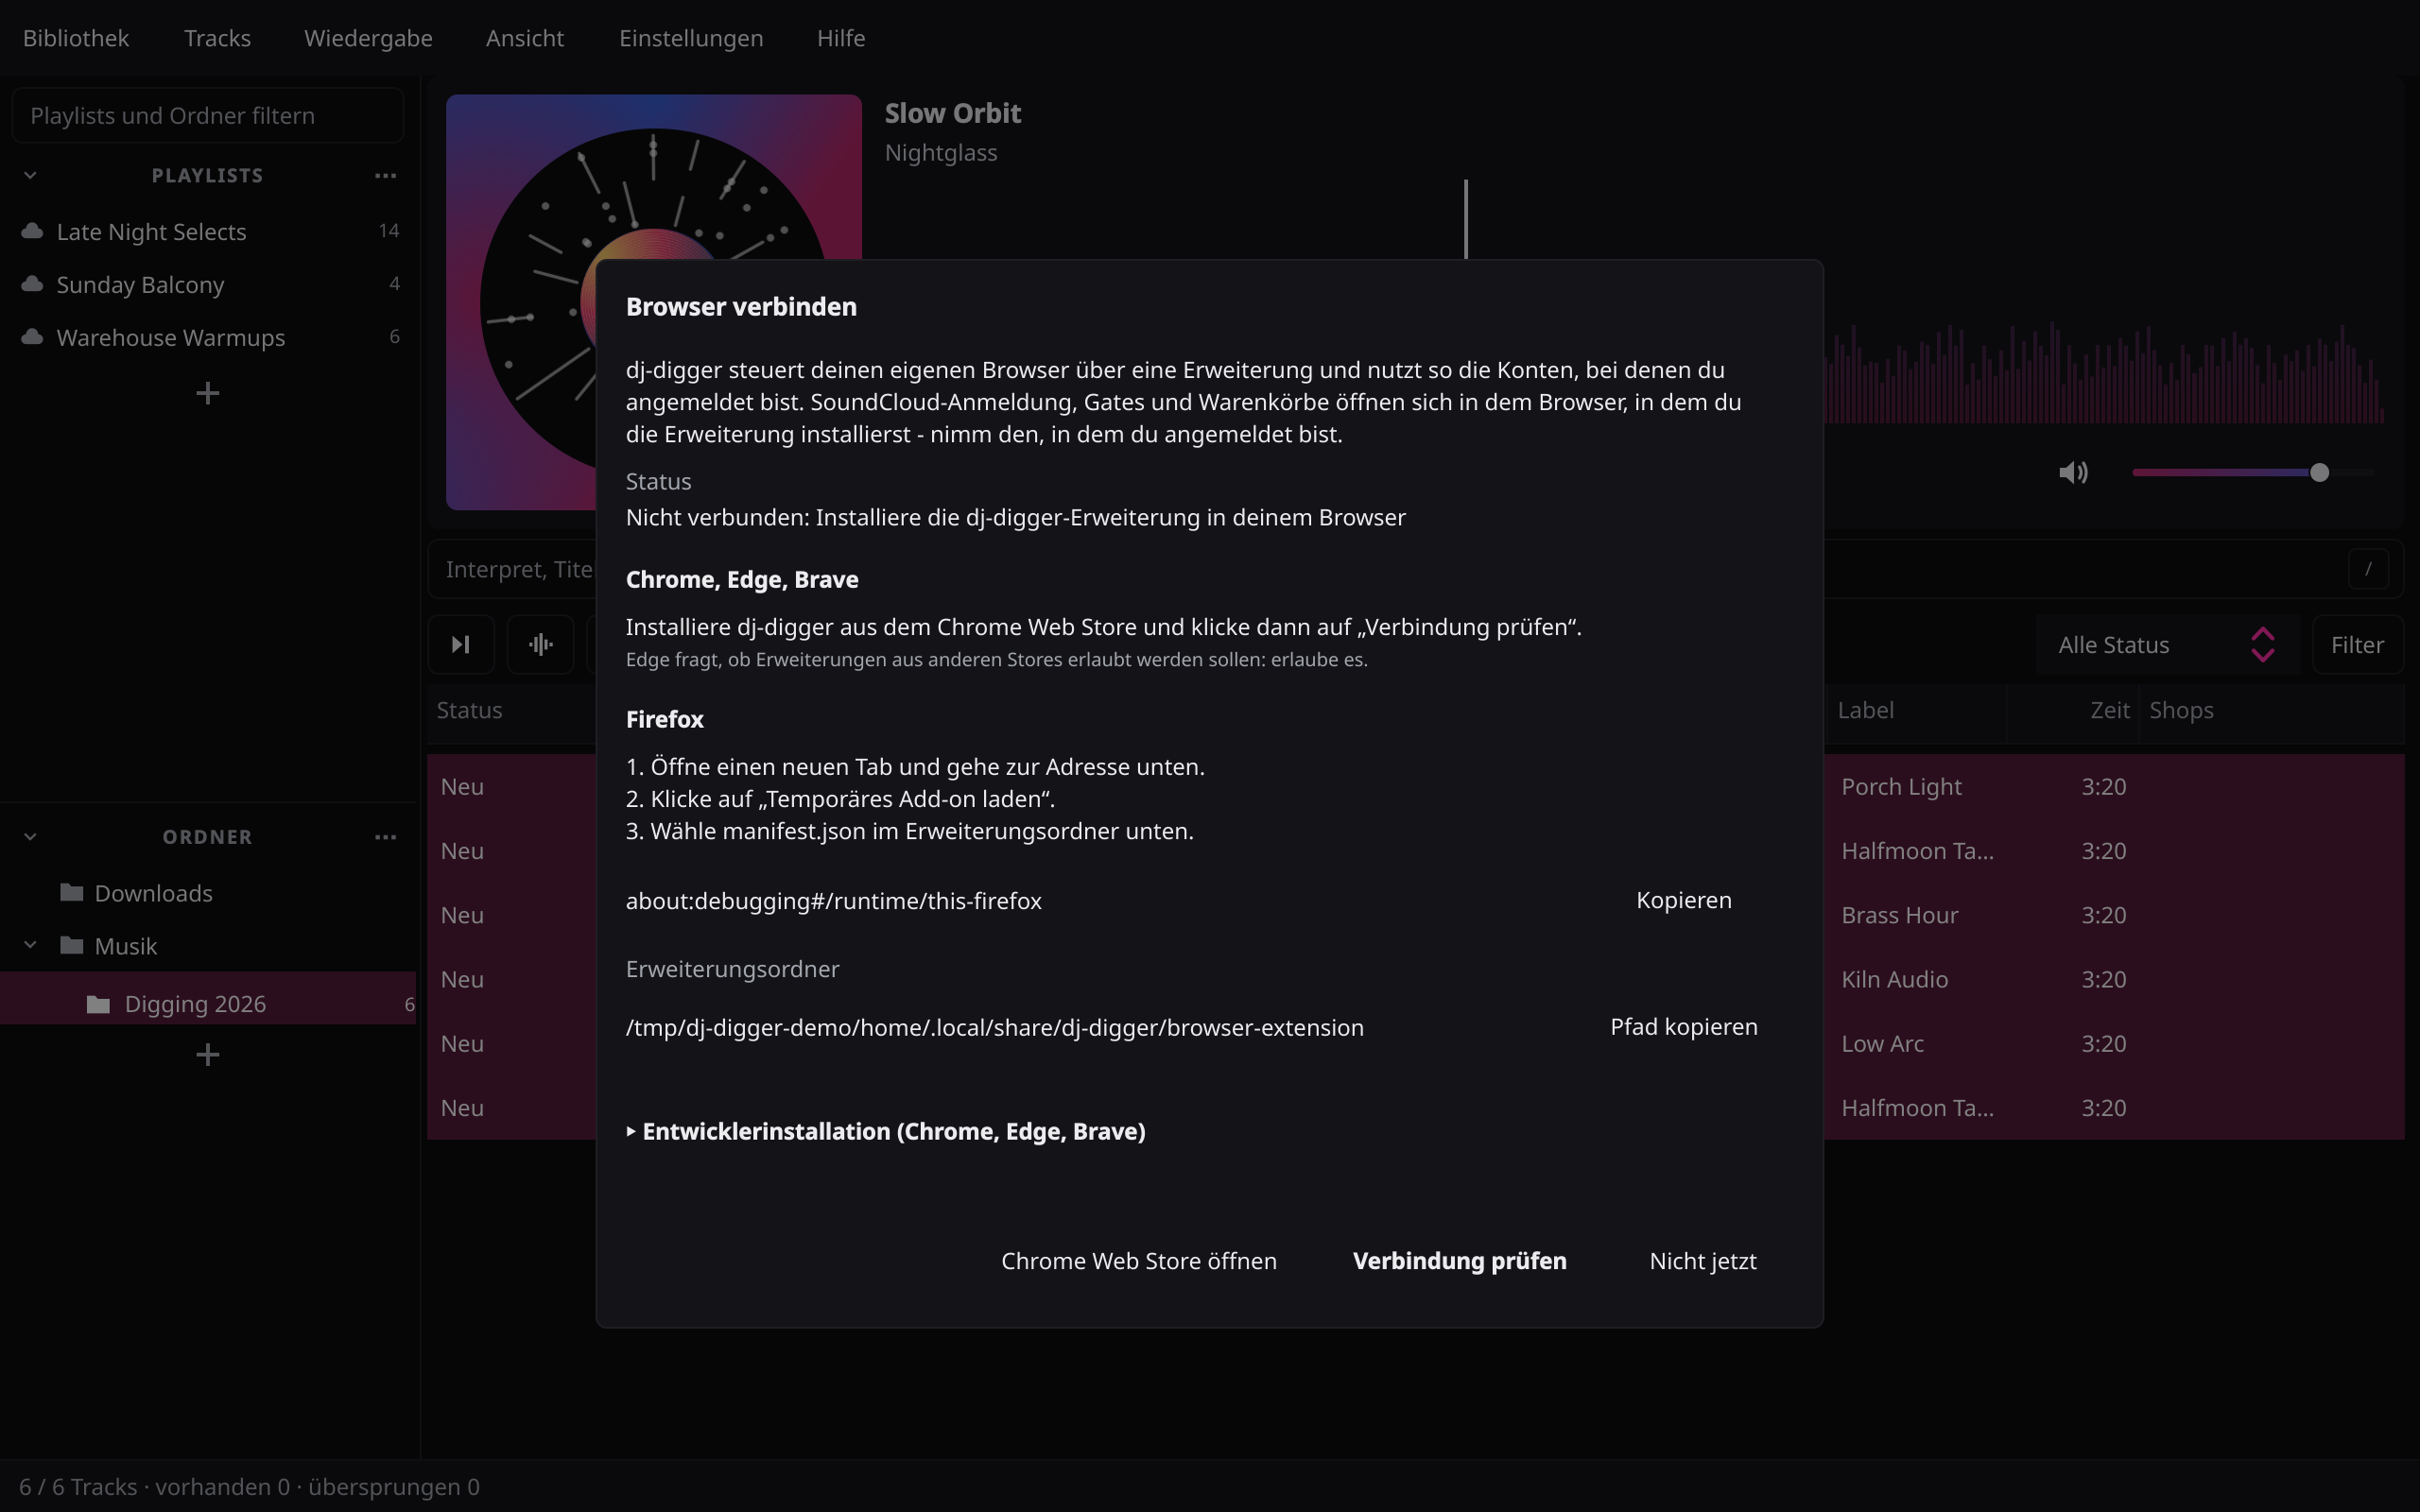 Bibliothek Tracks Wiedergabe Ansicht Einstellungen Hilfe
Playlists und Ordner filtern
PLAYLISTS
Late Night Selects 14
Sunday Balcony 4
Warehouse Warmups 6
ORDNER
Downloads
Musik
Digging 2026 6
Slow Orbit
Nightglass
Interpret, Tite
/
Alle Status
Filter
Status Label Zeit Shops
Neu Porch Light 3:20
Neu Halfmoon Ta... 3:20
Neu Brass Hour 3:20
Neu Kiln Audio 3:20
Neu Low Arc 3:20
Neu Halfmoon Ta... 3:20
Browser verbinden
dj-digger steuert deinen eigenen Browser über eine Erweiterung und nutzt so die Konten, bei denen du
angemeldet bist. SoundCloud-Anmeldung, Gates und Warenkörbe öffnen sich in dem Browser, in dem du
die Erweiterung installierst - nimm den, in dem du angemeldet bist.
Status
Nicht verbunden: Installiere die dj-digger-Erweiterung in deinem Browser
Chrome, Edge, Brave
Installiere dj-digger aus dem Chrome Web Store und klicke dann auf „Verbindung prüfen“.
Edge fragt, ob Erweiterungen aus anderen Stores erlaubt werden sollen: erlaube es.
Firefox
1. Öffne einen neuen Tab und gehe zur Adresse unten.
2. Klicke auf „Temporäres Add-on laden“.
3. Wähle manifest.json im Erweiterungsordner unten.
about:debugging#/runtime/this-firefox Kopieren
Erweiterungsordner
/tmp/dj-digger-demo/home/.local/share/dj-digger/browser-extension Pfad kopieren
Entwicklerinstallation (Chrome, Edge, Brave)
Chrome Web Store öffnen Verbindung prüfen Nicht jetzt
6 / 6 Tracks · vorhanden 0 · übersprungen 0